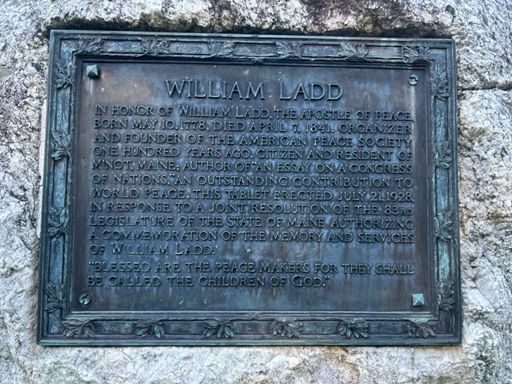 WILLIAM LADD
IN HONOR OF WILLIAM LADD, THE APOSTLE OF PEACE.
BORN MAY 10, 1778, DIED APRIL 7, 1841. ORGANIZER
AND FOUNDER OF THE AMERICAN PEACE SOCIETY
ONE HUNDRED YEARS AGO. CITIZEN AND RESIDENT OF
MINOT, MAINE; AUTHOR OF "AN ESSAY ON A CONGRESS
OF NATIONS," AN OUTSTANDING CONTRIBUTION TO
WORLD PEACE. THIS TABLET ERECTED JULY 21, 1928,
IN RESPONSE TO A JOINT RESOLUTION OF THE 83RD
LEGISLATURE OF THE STATE OF MAINE "AUTHORIZING
A COMMEMORATION OF THE MEMORY AND SERVICES
OF WILLIAM LADD."
"BLESSED ARE THE PEACE MAKERS FOR THEY SHALL
BE CALLED THE CHILDREN OF GOD."